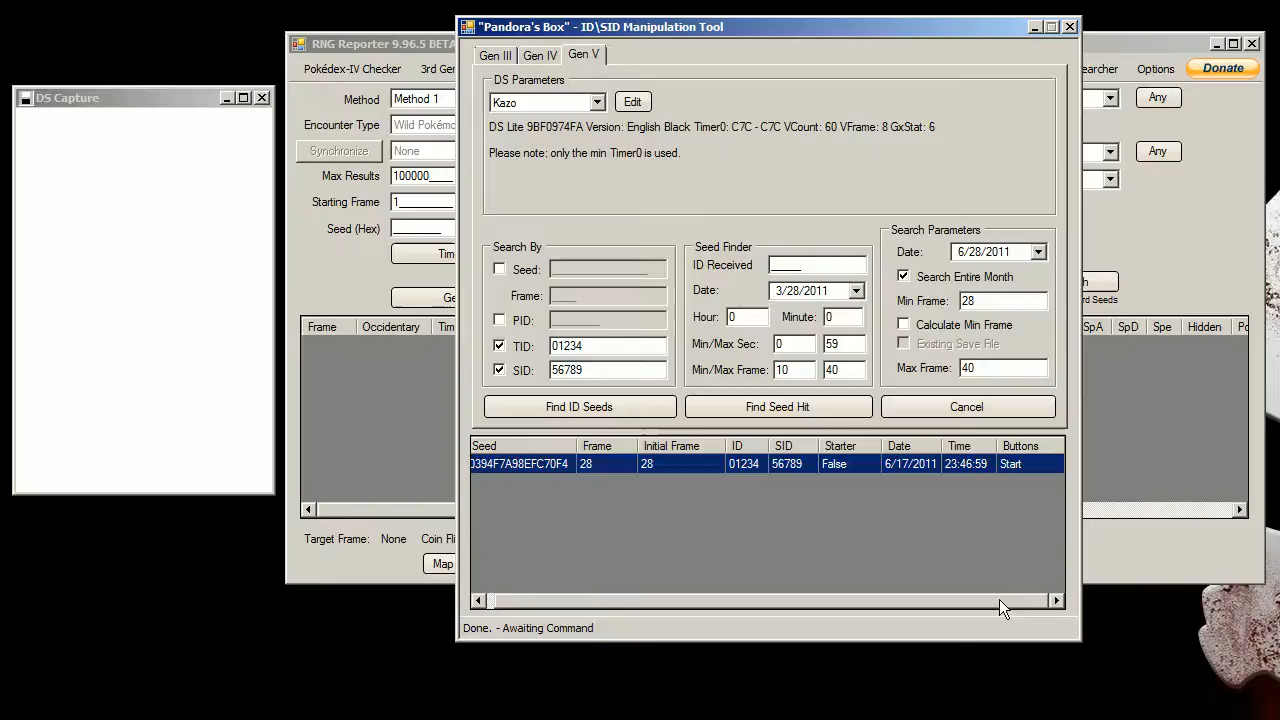 "Pandora's Box" - ID\SID Manipulation Tool
RNG Reporter 9.96.5 BETA
DS Capture
Pokédex-IV Checker
3rd Ger
Options
Donate
Method
Method 1
Any
Encounter Type
Wild Pokémo
Synchronize
None
Any
Max Results
100000____
Starting Frame
1
Seed (Hex)
Gen III
Gen IV
Gen V
DS Parameters
Kazo
Edit
DS Lite 9BF0974FA Version: English Black Timer0: C7C - C7C VCount: 60 VFrame: 8 GxStat: 6
Please note: only the min Timer0 is used.
Search By
Seed:
Frame:
PID:
TID:
01234
SID:
56789
Find ID Seeds
Seed Finder
ID Received
Date:
3/28/2011
Hour:
0
Minute:
0
Min/Max Sec:
0
59
Min/Max Frame:
10
40
Find Seed Hit
Search Parameters
Date:
6/28/2011
Search Entire Month
Min Frame:
28
Calculate Min Frame
Existing Save File
Max Frame:
40
Cancel
Seed Frame Initial Frame ID SID Starter Date Time Buttons
0394F7A98EFC70F4 28 28 01234 56789 False 6/17/2011 23:46:59 Start
Done. - Awaiting Command
Frame
Occidentary
SpA
SpD
Spe
Hidden
Target Frame:
None
Map